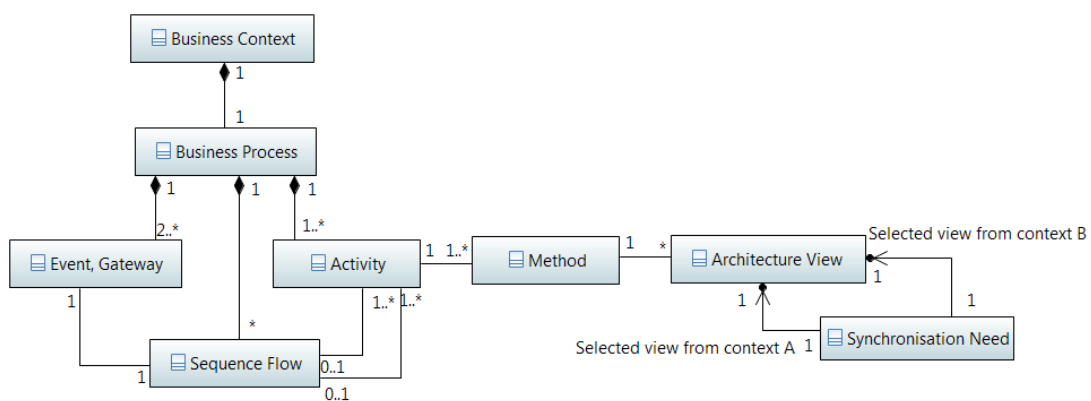 Business Context
1
1
Business Process
1
1
1
2..*
1..*
Selected view from context B
Event, Gateway
Activity
1
1..*
Method
1
*
Architecture View
1
1
1..*
1..*
1
1
*
Synchronisation Need
Selected view from context A
1
Sequence Flow
0..1
1
0..1